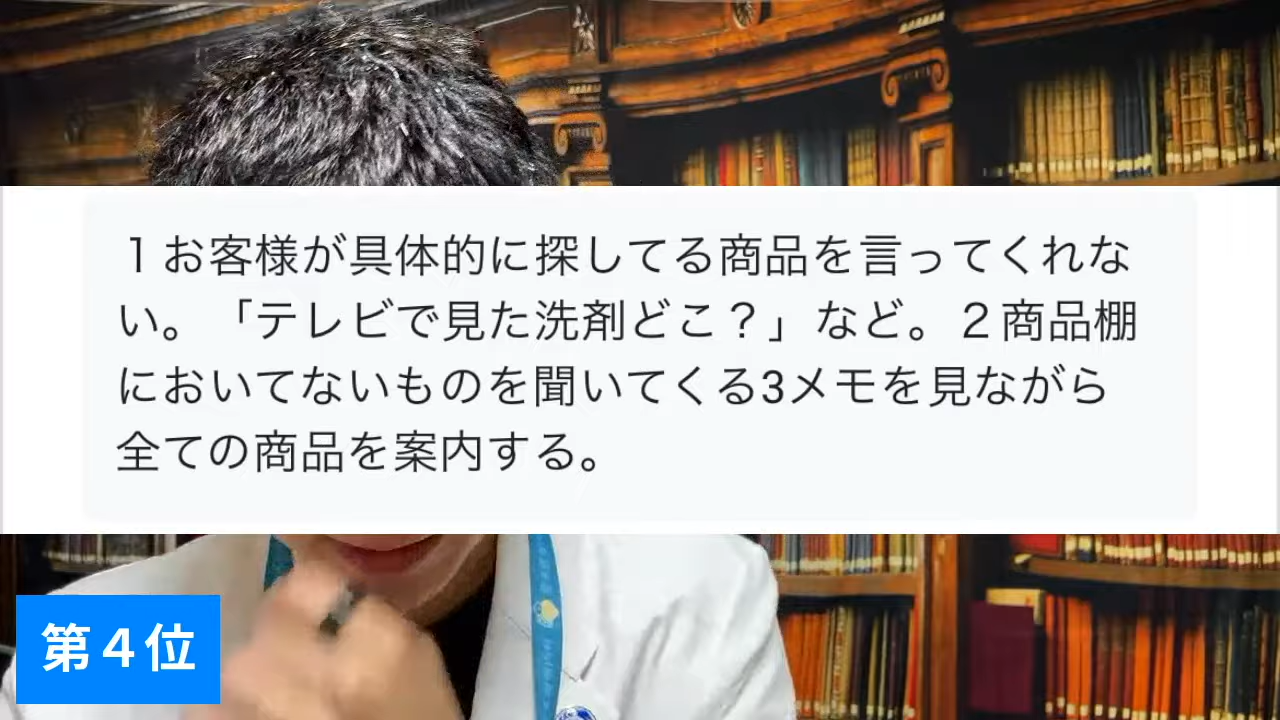 １お客様が具体的に探してる商品を言ってくれな
い。「テレビで見た洗剤どこ？」など。２商品棚
においてないものを聞いてくる3メモを見ながら
全ての商品を案内する。
第４位